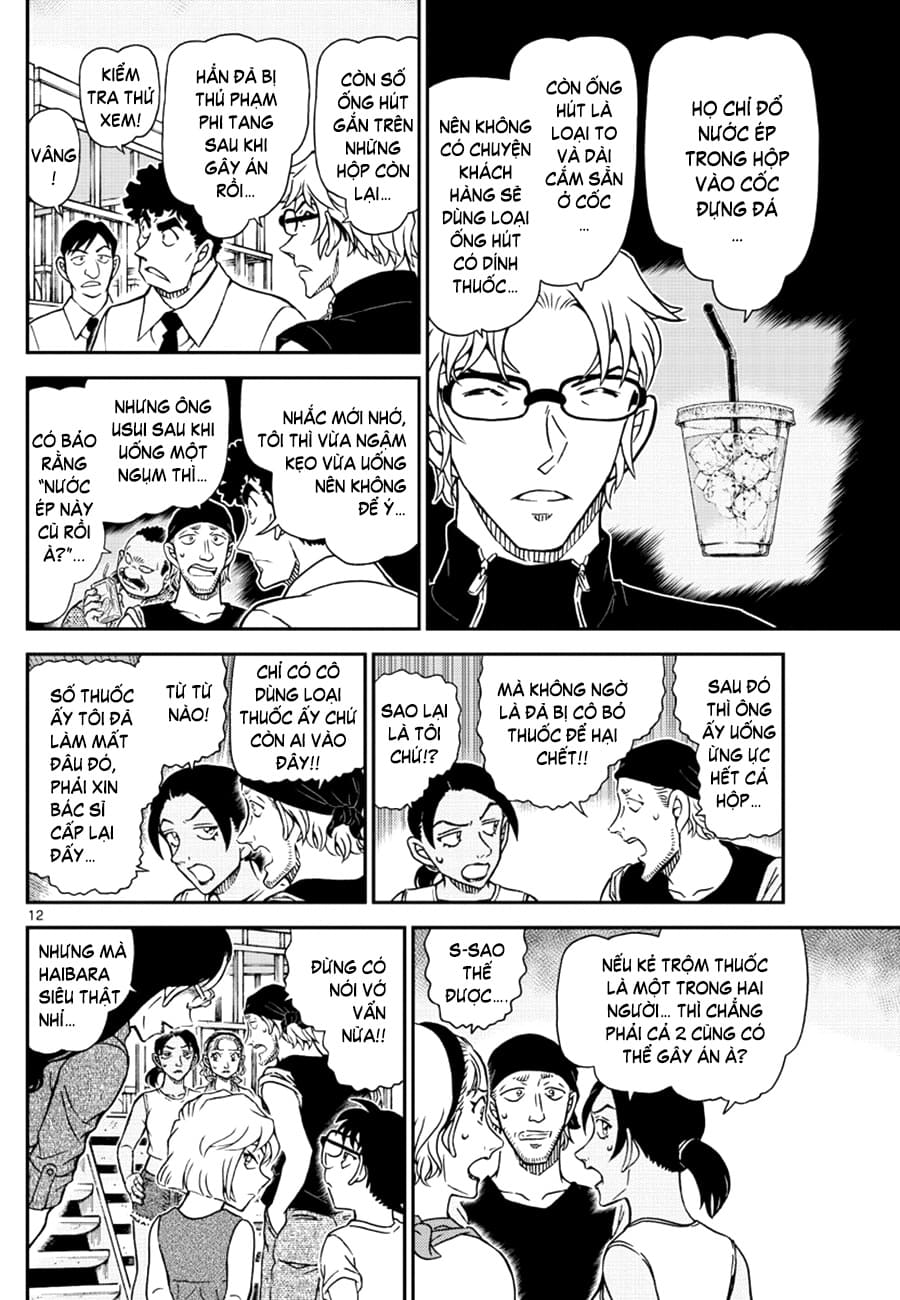 HỌ CHỈ ĐỔ
NƯỚC ÉP
TRONG HỘP
VÀO CỐC
ĐỰNG ĐÁ
...
CÒN ỐNG
HÚT LÀ
LOẠI TO
VÀ DÀI
CẮM SẴN
Ở CỐC
...
NÊN KHÔNG
CÓ CHUYỆN
KHÁCH
HÀNG SẼ
DÙNG LOẠI
ỐNG HÚT
CÓ DÍNH
THUỐC...
CÒN SỐ
ỐNG HÚT
GẮN TRÊN
NHỮNG
HỘP CÒN
LẠI...
HẲN ĐÃ BỊ
THỦ PHẠM
PHI TANG
SAU KHI
GÂY ÁN
RỒI...
KIỂM
TRA THỬ
XEM!
VÂNG
!
NHẮC MỚI NHỚ,
TÔI THÌ VỪA NGẬM
KẸO VỪA UỐNG
NÊN KHÔNG
ĐỂ Ý...
NHƯNG ÔNG
USUI SAU KHI
UỐNG MỘT
NGỤM THÌ...
CÓ BẢO
RẰNG
“NƯỚC
ÉP NÀY
CŨ RỒI
À?”...
SAU ĐÓ
THÌ ÔNG
ẤY UỐNG
ỪNG ỰC
HẾT CẢ
HỘP...
MÀ KHÔNG NGỜ
LÀ ĐÃ BỊ CÔ BỎ
THUỐC ĐỂ HẠI
CHẾT!!
SAO LẠI
LÀ TÔI
CHỨ!?
CHỈ CÓ CÔ
DÙNG LOẠI
THUỐC ẤY CHỨ
CÒN AI VÀO
ĐÂY!!
TỪ TỪ
NÀO!
SỐ THUỐC
ẤY TÔI ĐÃ
LÀM MẤT
ĐÂU ĐÓ,
PHẢI XIN
BÁC SĨ
CẤP LẠI
ĐẤY...
12
NẾU KẺ TRỘM THUỐC
LÀ MỘT TRONG HAI
NGƯỜI... THÌ CHẲNG
PHẢI CẢ 2 CÙNG CÓ
THỂ GÂY ÁN À?
S-SAO
THẾ
ĐƯỢC....
ĐỪNG CÓ
NÓI VỚ
VẨN
NỮA!!
NHƯNG MÀ
HAIBARA
SIÊU THẬT
NHỈ...